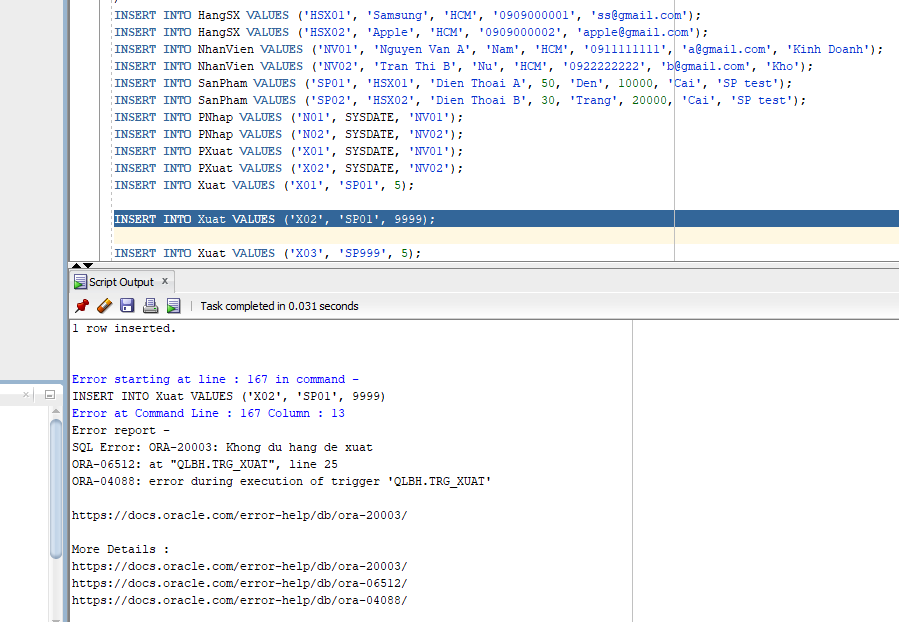 INSERT INTO HangSX VALUES ('HSX01', 'Samsung', 'HCM', '0909000001', 'ss@gmail.com');
INSERT INTO HangSX VALUES ('HSX02', 'Apple', 'HCM', '0909000002', 'apple@gmail.com');
INSERT INTO NhanVien VALUES ('NV01', 'Nguyen Van A', 'Nam', 'HCM', '0911111111', 'a@gmail.com', 'Kinh Doanh');
INSERT INTO NhanVien VALUES ('NV02', 'Tran Thi B', 'Nu', 'HCM', '0922222222', 'b@gmail.com', 'Kho');
INSERT INTO SanPham VALUES ('SP01', 'HSX01', 'Dien Thoai A', 50, 'Den', 10000, 'Cai', 'SP test');
INSERT INTO SanPham VALUES ('SP02', 'HSX02', 'Dien Thoai B', 30, 'Trang', 20000, 'Cai', 'SP test');
INSERT INTO PNhap VALUES ('N01', SYSDATE, 'NV01');
INSERT INTO PNhap VALUES ('N02', SYSDATE, 'NV02');
INSERT INTO PXuat VALUES ('X01', SYSDATE, 'NV01');
INSERT INTO PXuat VALUES ('X02', SYSDATE, 'NV02');
INSERT INTO Xuat VALUES ('X01', 'SP01', 5);
INSERT INTO Xuat VALUES ('X02', 'SP01', 9999);
INSERT INTO Xuat VALUES ('X03', 'SP999', 5);
Script Output
Task completed in 0.031 seconds
1 row inserted.
Error starting at line : 167 in command -
INSERT INTO Xuat VALUES ('X02', 'SP01', 9999)
Error at Command Line : 167 Column : 13
Error report -
SQL Error: ORA-20003: Khong du hang de xuat
ORA-06512: at "QLBH.TRG_XUAT", line 25
ORA-04088: error during execution of trigger 'QLBH.TRG_XUAT'
https://docs.oracle.com/error-help/db/ora-20003/
More Details :
https://docs.oracle.com/error-help/db/ora-20003/
https://docs.oracle.com/error-help/db/ora-06512/
https://docs.oracle.com/error-help/db/ora-04088/